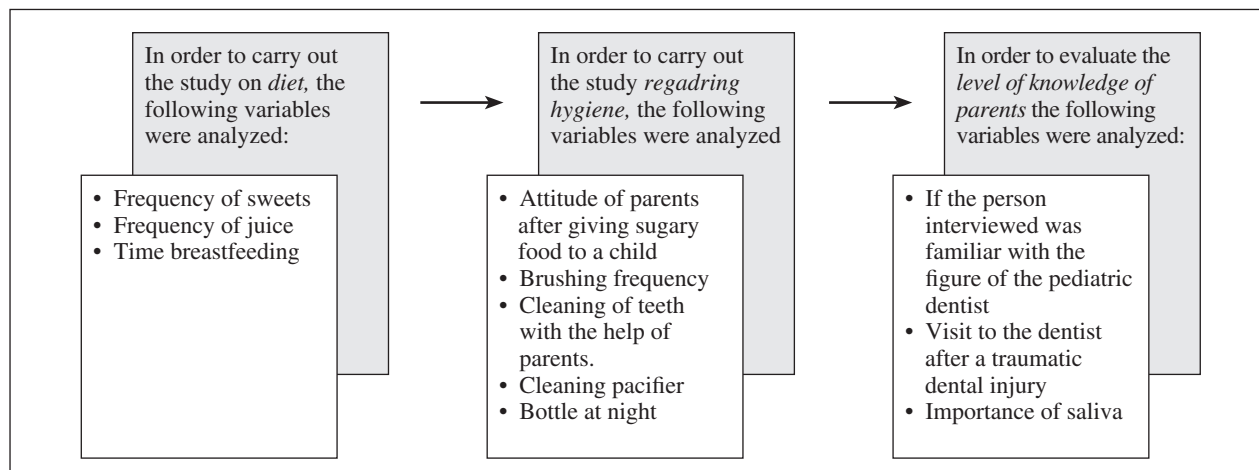 In order to carry out
the study on diet, the
following variables
were analyzed:
• Frequency of sweets
• Frequency of juice
• Time breastfeeding
In order to carry out
the study regadring
hygiene, the following
variables were analyzed
• Attitude of parents
after giving sugary
food to a child
• Brushing frequency
• Cleaning of teeth
with the help of
parents.
• Cleaning pacifier
• Bottle at night
In order to evaluate the
level of knowledge of
parents the following
variables were analyzed:
• If the person
interviewed was
familiar with the
figure of the pediatric
dentist
• Visit to the dentist
after a traumatic
dental injury
• Importance of saliva